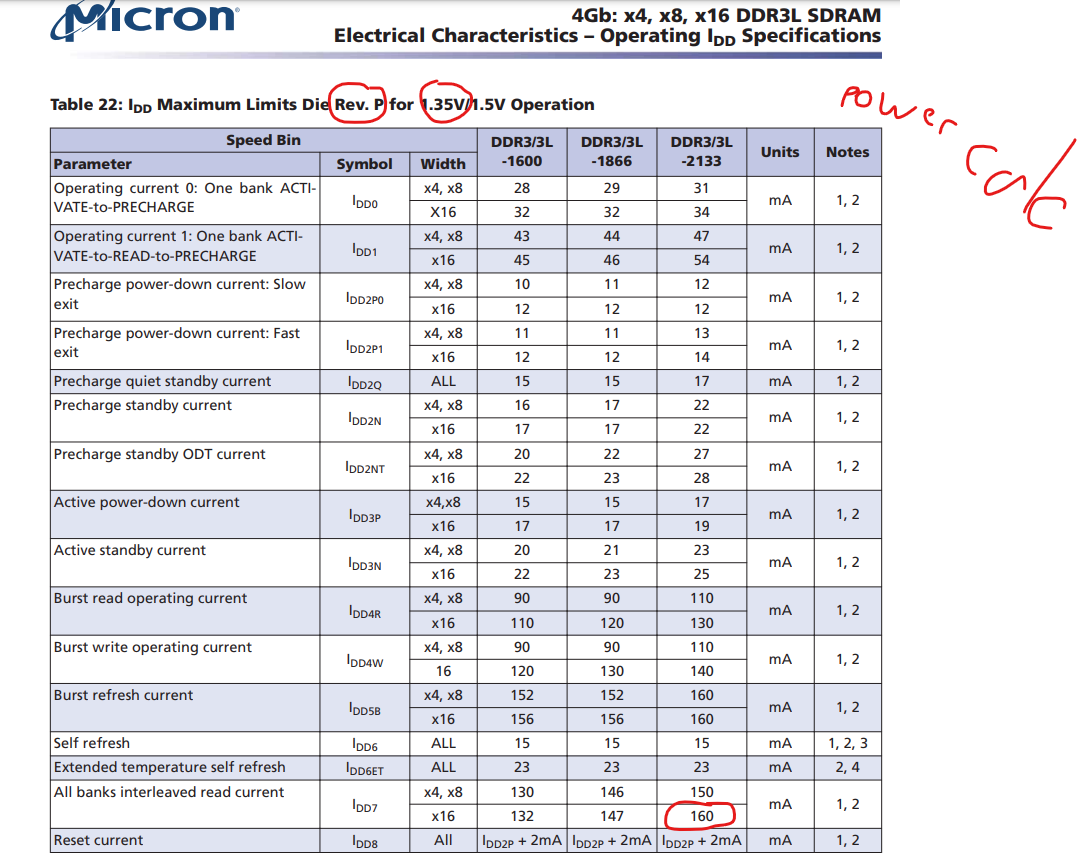 Micron
4Gb: x4, x8, x16 DDR3L SDRAM
Electrical Characteristics – Operating IDD Specifications
Power calc
Table 22: IDD Maximum Limits Die Rev. P for 1.35V/1.5V Operation
Speed Bin DDR3/3L -1600 DDR3/3L -1866 DDR3/3L -2133 Units Notes
Parameter Symbol Width
Operating current 0: One bank ACTI-
VATE-to-PRECHARGE
IDD0 x4, x8 28 29 31 mA 1, 2
X16 32 32 34
Operating current 1: One bank ACTI-
VATE-to-READ-to-PRECHARGE
IDD1 x4, x8 43 44 47 mA 1, 2
x16 45 46 54
Precharge power-down current: Slow
exit
IDD2P0 x4, x8 10 11 12 mA 1, 2
x16 12 12 12
Precharge power-down current: Fast
exit
IDD2P1 x4, x8 11 11 13 mA 1, 2
x16 12 12 14
Precharge quiet standby current IDD2Q ALL 15 15 17 mA 1, 2
Precharge standby current IDD2N x4, x8 16 17 22 mA 1, 2
x16 17 17 22
Precharge standby ODT current IDD2NT x4, x8 20 22 27 mA 1, 2
x16 22 23 28
Active power-down current IDD3P x4,x8 15 15 17 mA 1, 2
x16 17 17 19
Active standby current IDD3N x4, x8 20 21 23 mA 1, 2
x16 22 23 25
Burst read operating current IDD4R x4, x8 90 90 110 mA 1, 2
x16 110 120 130
Burst write operating current IDD4W x4, x8 90 90 110 mA 1, 2
16 120 130 140
Burst refresh current IDD5B x4, x8 152 152 160 mA 1, 2
x16 156 156 160
Self refresh IDD6 ALL 15 15 15 mA 1, 2, 3
Extended temperature self refresh IDD6ET ALL 23 23 23 mA 2, 4
All banks interleaved read current IDD7 x4, x8 130 146 150 mA 1, 2
x16 132 147 160
Reset current IDD8 All IDD2P + 2mA IDD2P + 2mA IDD2P + 2mA mA 1, 2